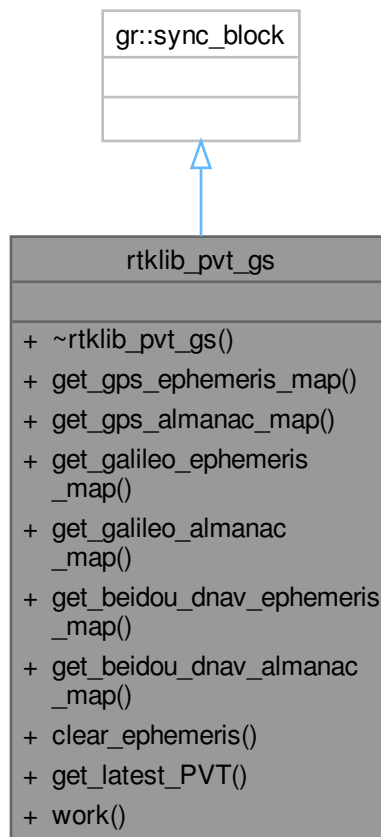 gr::sync_block
rtklib_pvt_gs
+ ~rtklib_pvt_gs()
+ get_gps_ephemeris_map()
+ get_gps_almanac_map()
+ get_galileo_ephemeris
_map()
+ get_galileo_almanac
_map()
+ get_beidou_dnav_ephemeris
_map()
+ get_beidou_dnav_almanac
_map()
+ clear_ephemeris()
+ get_latest_PVT()
+ work()